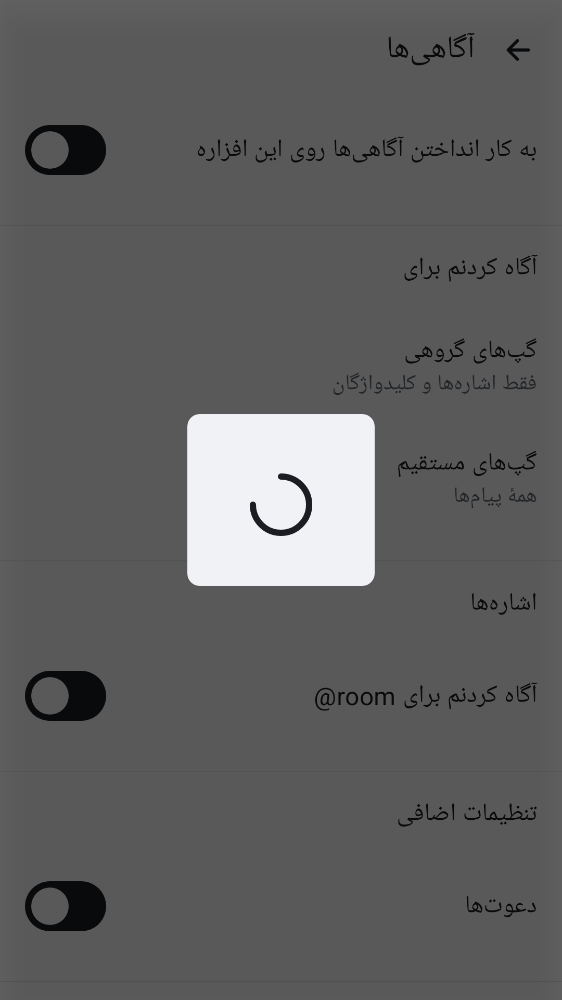 آگاهی‌ها
به کار انداختن آگاهی‌ها روی این افزاره
آگاه کردنم برای
گپ‌های گروهی
فقط اشاره‌ها و کلیدواژگان
گپ‌های مستقیم
همهٔ پیام‌ها
اشاره‌ها
آگاه کردنم برای @room
تنظیمات اضافی
دعوت‌ها